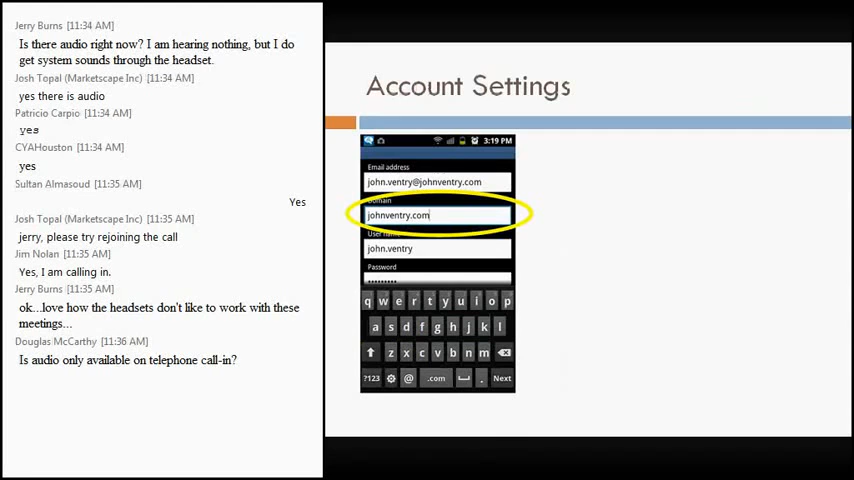 Jerry Burns [11:34 AM]
Is there audio right now? I am hearing nothing, but I do
get system sounds through the headset.
Josh Topal (Marketscape Inc) [11:34 AM]
yes there is audio
Patricio Carpio [11:34 AM]
yes
CYAHouston [11:34 AM]
yes
Sultan Almasoud [11:35 AM]
Yes
Josh Topal (Marketscape Inc) [11:35 AM]
jerry, please try rejoining the call
Jim Nolan [11:35 AM]
Yes, I am calling in.
Jerry Burns [11:35 AM]
ok...love how the headsets don't like to work with these
meetings...
Douglas McCarthy [11:36 AM]
Is audio only available on telephone call-in?
Account Settings
3:19 PM
Email address
john.ventry@johnventry.com
Domain
johnventry.com
User name
john.ventry
Password
•••••••••
q w e r t y u i o p
a s d f g h j k l
z x c v b n m
?123 @ .com . Next